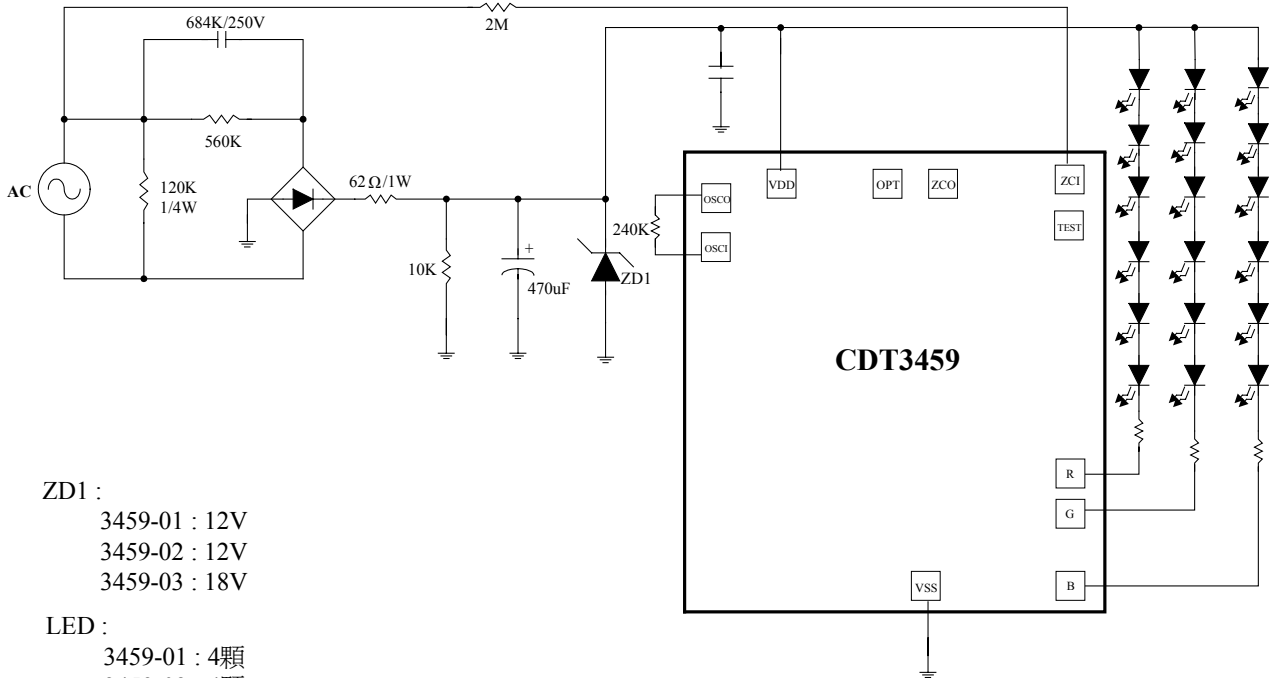 684K/250V
2M
560K
AC
120K
1/4W
62Ω/1W
10K
+
470uF
ZD1
240K
OSCO
OSCI
VDD
OPT
ZCO
ZCI
TEST
CDT3459
R
G
B
VSS
ZD1 :
3459-01 : 12V
3459-02 : 12V
3459-03 : 18V
LED :
3459-01 : 4顆